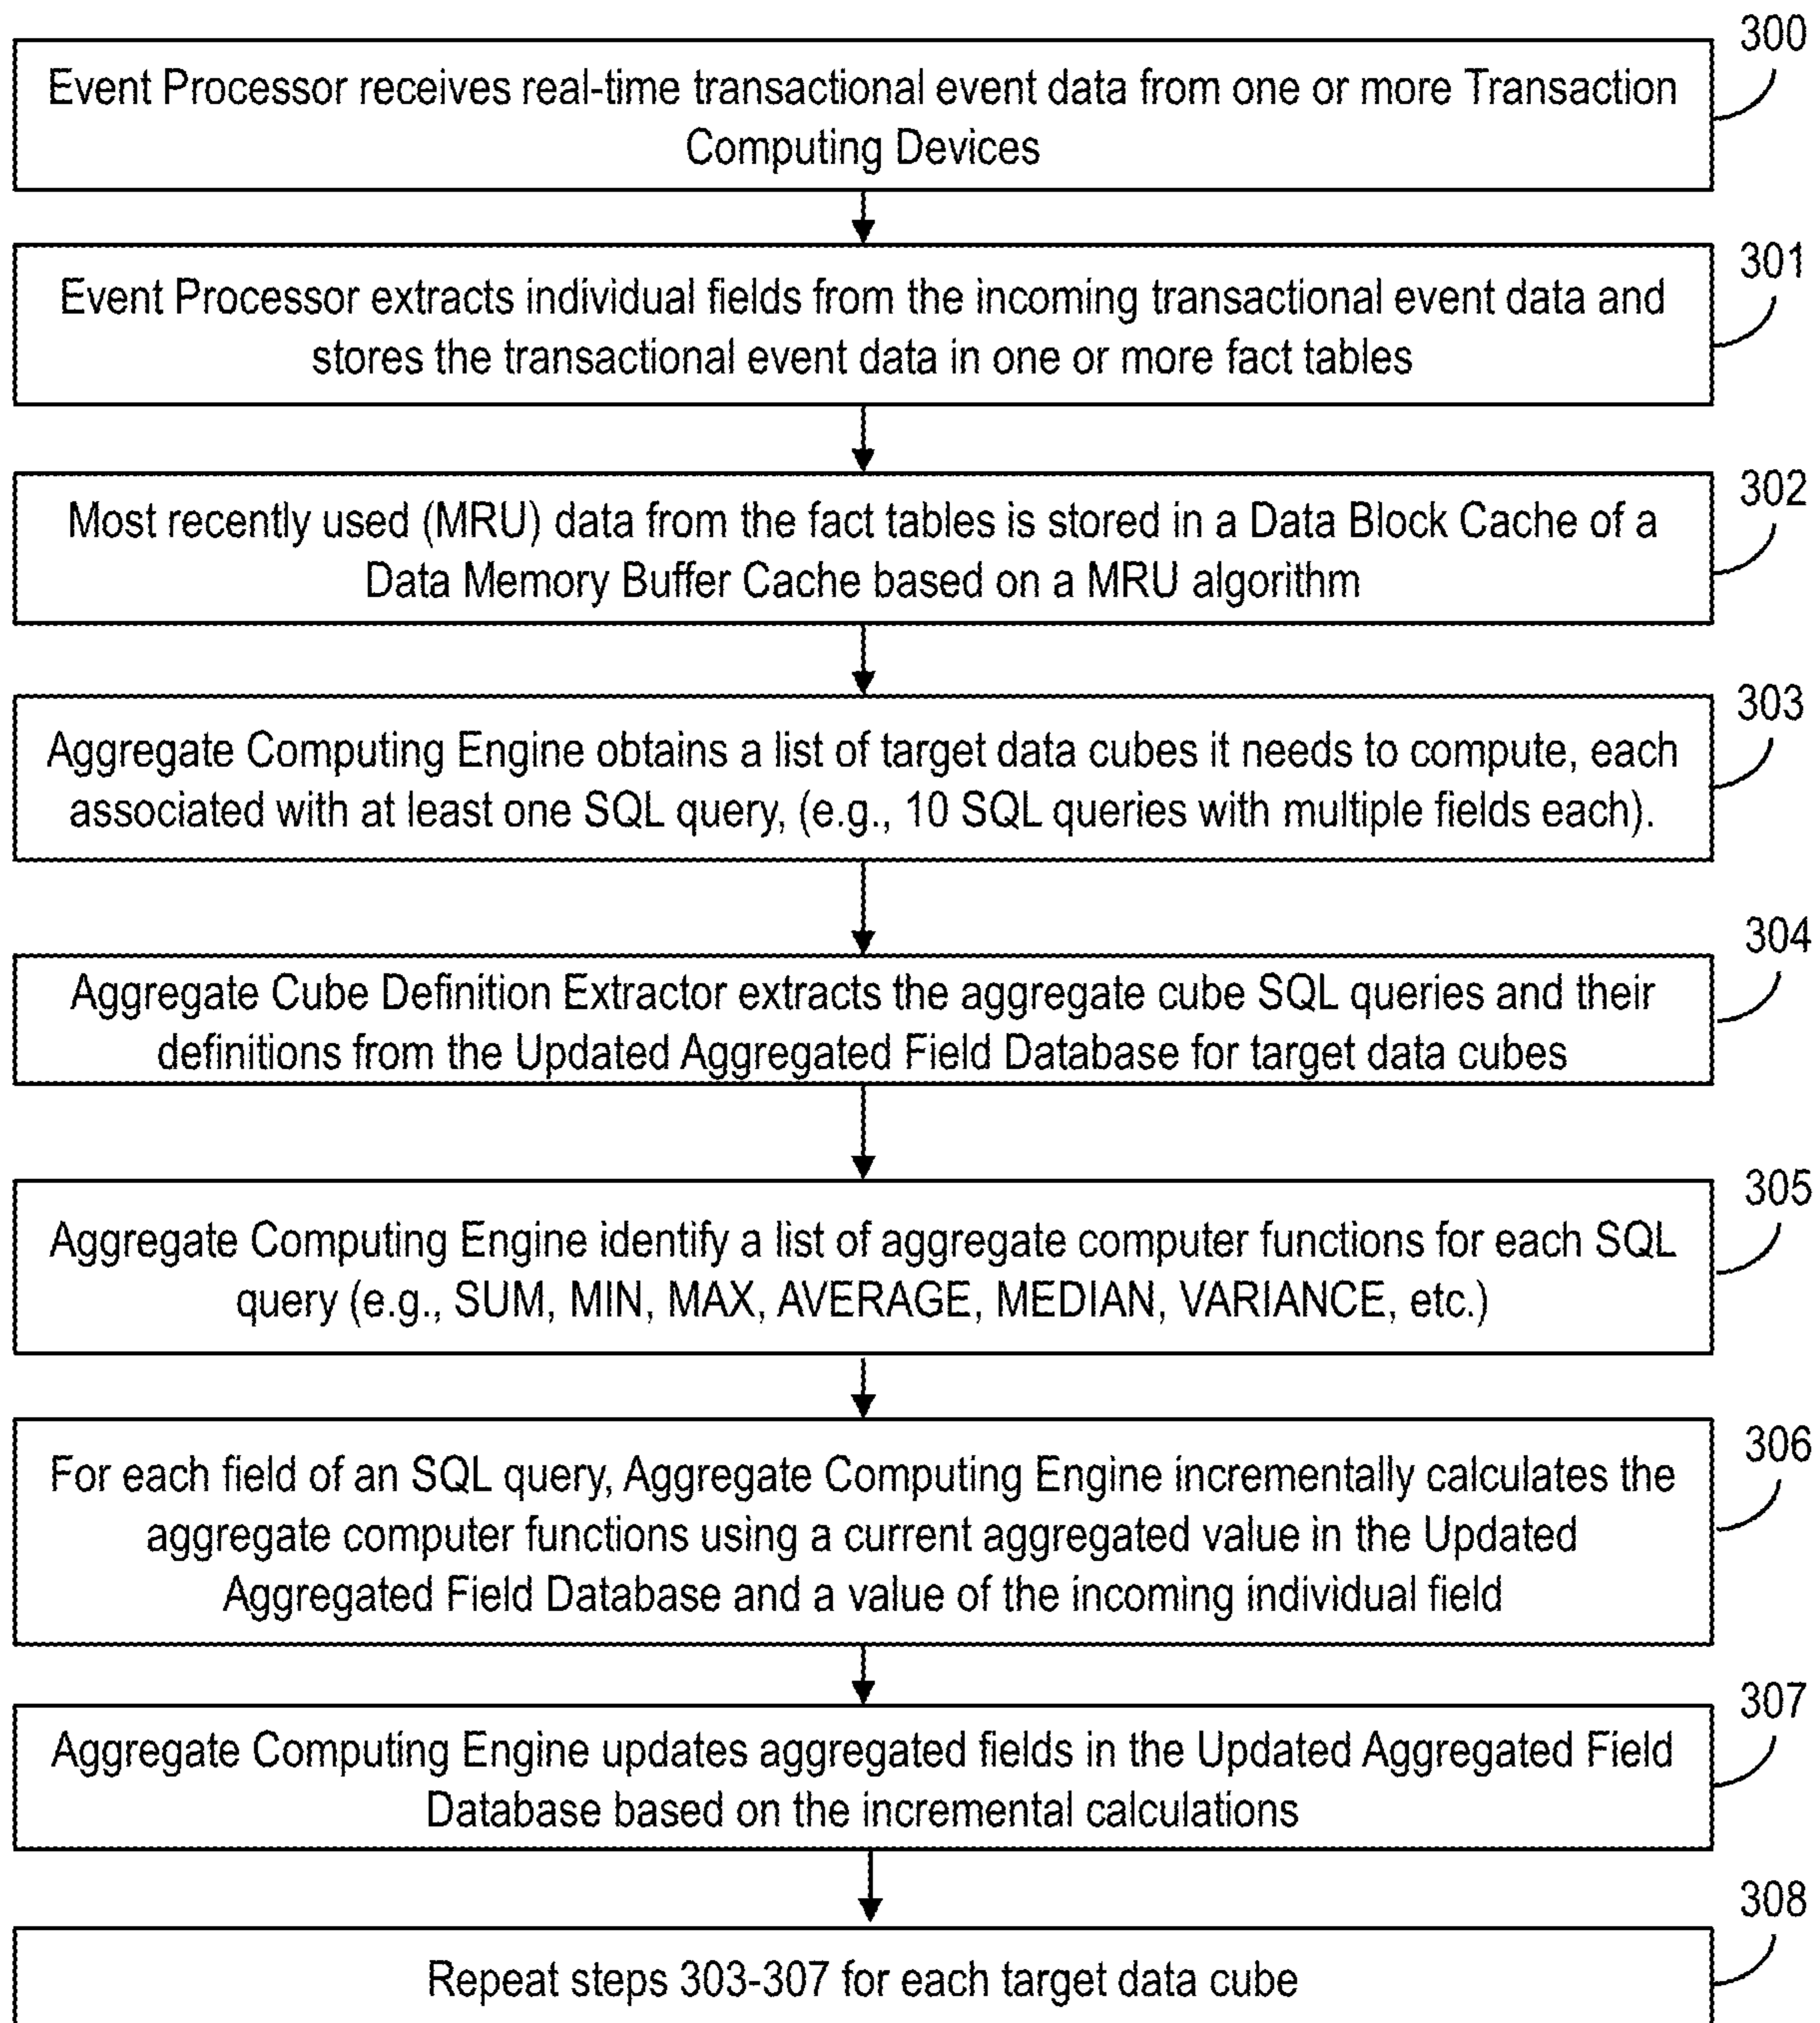 300
Event Processor receives real-time transactional event data from one or more Transaction
Computing Devices
301
Event Processor extracts individual fields from the incoming transactional event data and
stores the transactional event data in one or more fact tables
302
Most recently used (MRU) data from the fact tables is stored in a Data Block Cache of a
Data Memory Buffer Cache based on a MRU algorithm
303
Aggregate Computing Engine obtains a list of target data cubes it needs to compute, each
associated with at least one SQL query, (e.g., 10 SQL queries with multiple fields each).
304
Aggregate Cube Definition Extractor extracts the aggregate cube SQL queries and their
definitions from the Updated Aggregated Field Database for target data cubes
305
Aggregate Computing Engine identify a list of aggregate computer functions for each SQL
query (e.g., SUM, MIN, MAX, AVERAGE, MEDIAN, VARIANCE, etc.)
306
For each field of an SQL query, Aggregate Computing Engine incrementally calculates the
aggregate computer functions using a current aggregated value in the Updated
Aggregated Field Database and a value of the incoming individual field
307
Aggregate Computing Engine updates aggregated fields in the Updated Aggregated Field
Database based on the incremental calculations
308
Repeat steps 303-307 for each target data cube